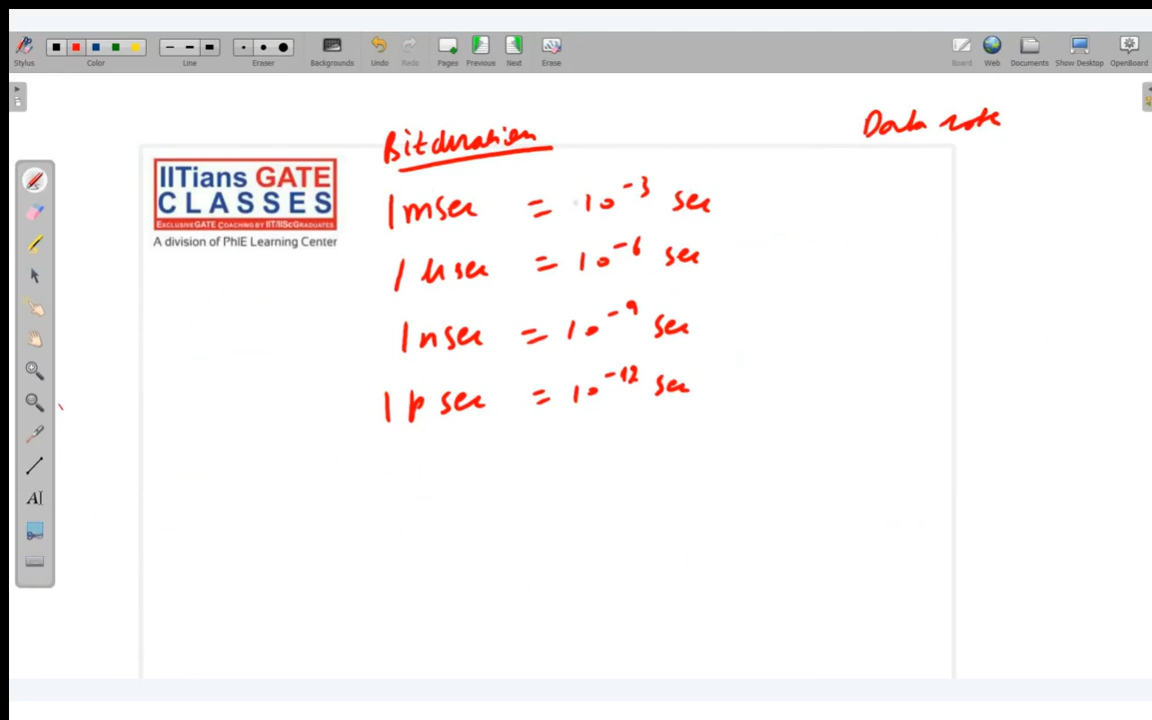 Stylus Color Line Eraser Backgrounds Undo Redo Pages Previous Next Erase Board Web Documents Show Desktop OpenBoard
Bit duration Data rate
IITians GATE
CLASSES
EXCLUSIVE GATE COACHING BY IIT/IISc GRADUATES
A division of PhIE Learning Center
1 msec = 10⁻³ sec
1 μsec = 10⁻⁶ sec
1 nsec = 10⁻⁹ sec
1 psec = 10⁻¹² sec
AI